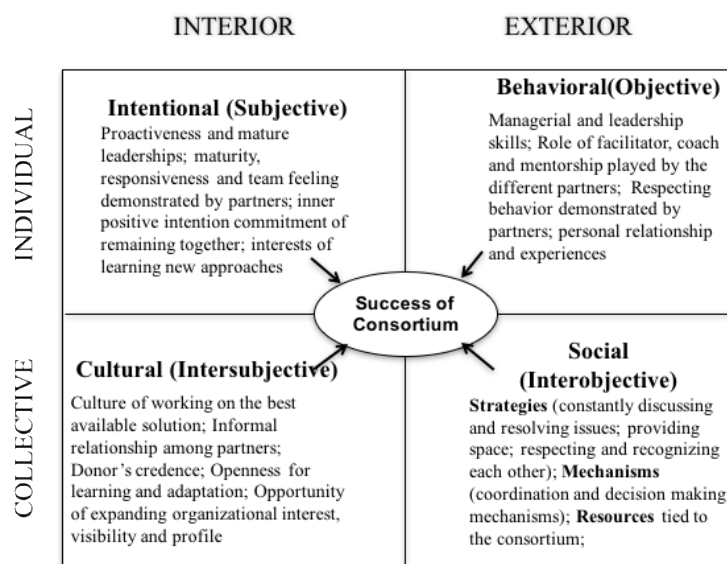 INTERIOR
EXTERIOR
INDIVIDUAL
Intentional (Subjective)
Proactiveness and mature
leaderships; maturity,
responsiveness and team feeling
demonstrated by partners; inner
positive intention commitment of
remaining together; interests of
learning new approaches
Behavioral(Objective)
Managerial and leadership
skills; Role of facilitator, coach
and mentorship played by the
different partners; Respecting
behavior demonstrated by
partners; personal relationship
and experiences
Success of
Consortium
COLLECTIVE
Cultural (Intersubjective)
Culture of working on the best
available solution; Informal
relationship among partners;
Donor's credence; Openness for
learning and adaptation; Opportunity
of expanding organizational interest,
visibility and profile
Social
(Interobjective)
Strategies (constantly discussing
and resolving issues; providing
space; respecting and recognizing
each other); Mechanisms
(coordination and decision making
mechanisms); Resources tied to
the consortium;